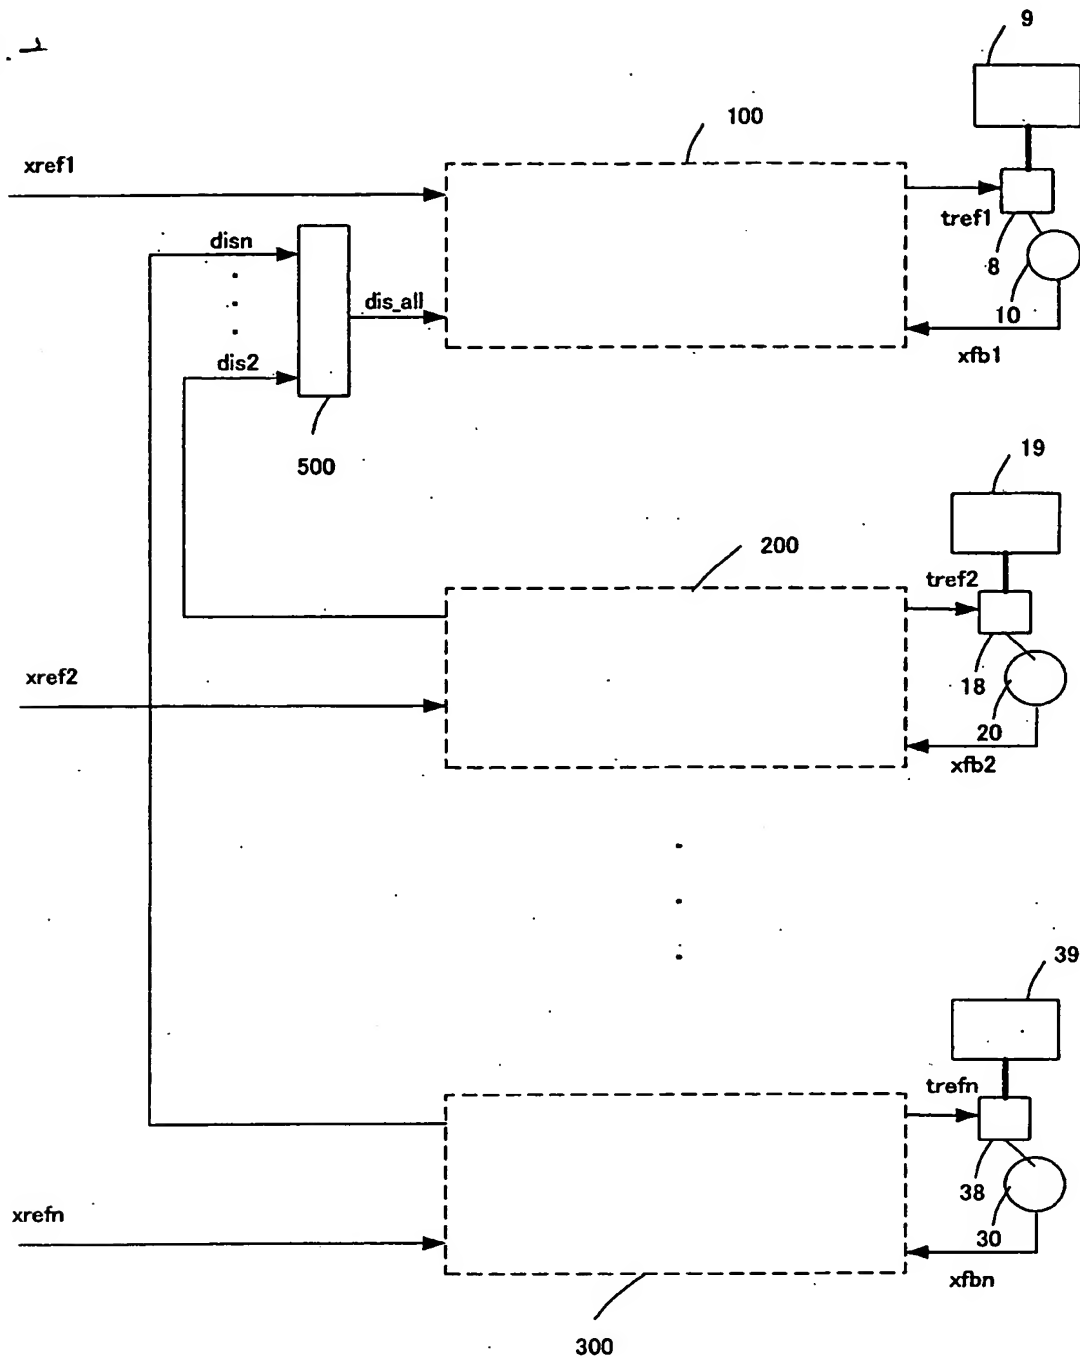 9
100
xref1
tref1
disn
8
dis_all
10
xfb1
dis2
500
19
200
tref2
xref2
18
20
xfb2
39
trefn
38
xrefn
30
xfbn
300